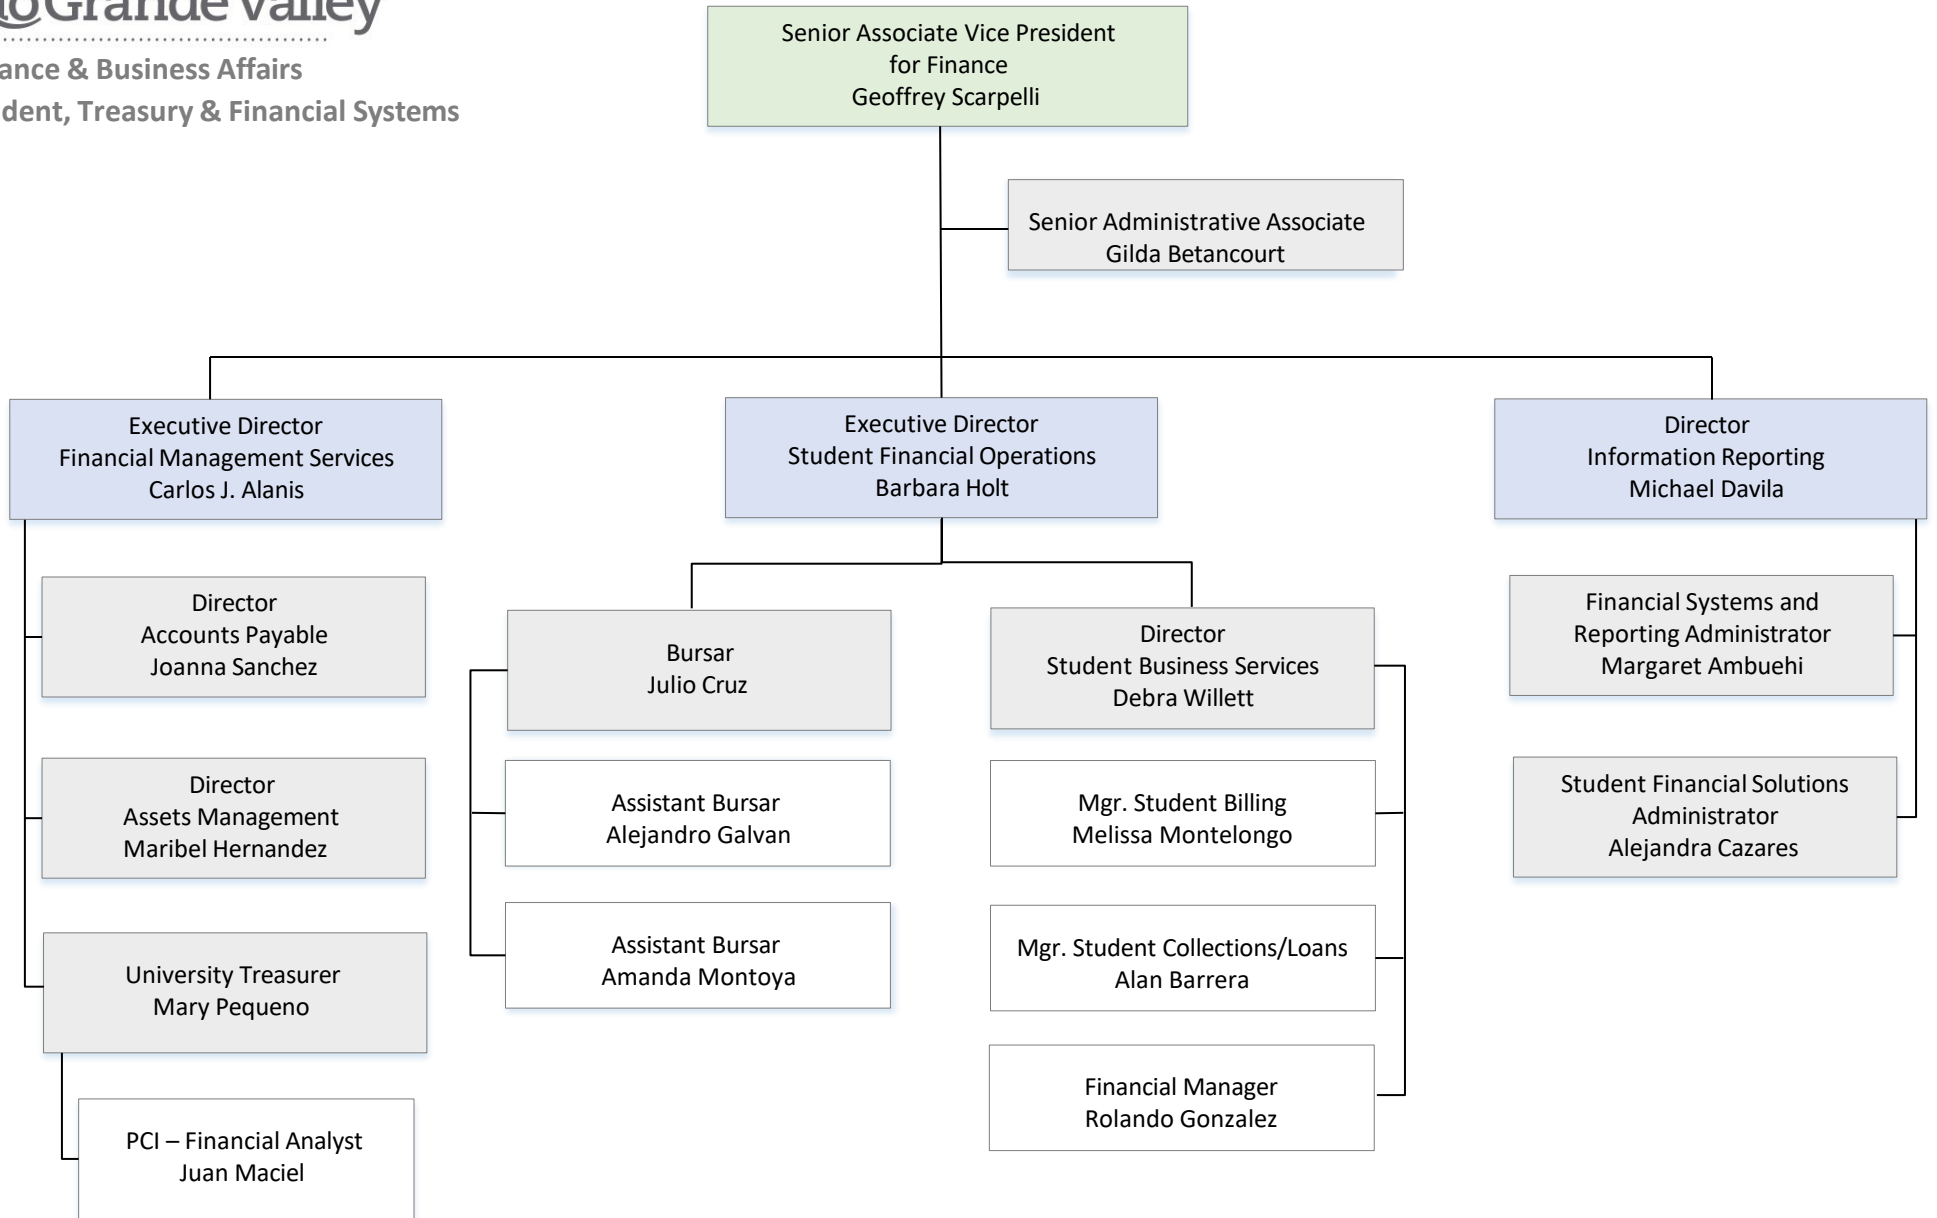 Grande Valley
& Business Affairs
Treasury & Financial Systems
Senior Associate Vice President
for Finance
Geoffrey Scarpelli
Senior Administrative Associate
Gilda Betancourt
Executive Director
Financial Management Services
Carlos J. Alanis
Executive Director
Student Financial Operations
Barbara Holt
Director
Information Reporting
Michael Davila
Director
Accounts Payable
Joanna Sanchez
Director
Assets Management
Maribel Hernandez
University Treasurer
Mary Pequeno
PCI – Financial Analyst
Juan Maciel
Bursar
Julio Cruz
Assistant Bursar
Alejandro Galvan
Assistant Bursar
Amanda Montoya
Director
Student Business Services
Debra Willett
Mgr. Student Billing
Melissa Montelongo
Mgr. Student Collections/Loans
Alan Barrera
Financial Manager
Rolando Gonzalez
Financial Systems and
Reporting Administrator
Margaret Ambuehi
Student Financial Solutions
Administrator
Alejandra Cazares